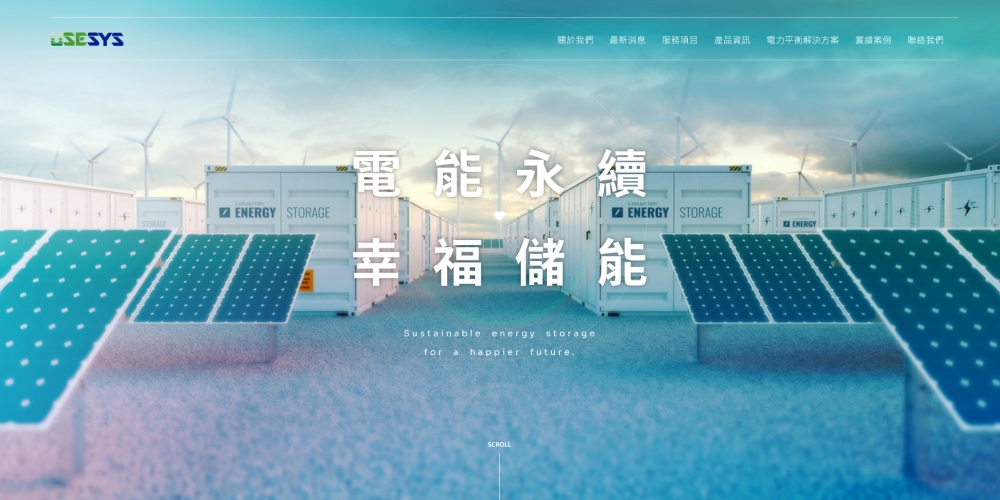 USESYS
關於我們 最新消息 服務項目 產品資訊 電力平衡解決方案 實績案例 聯絡我們
電能永續
幸福儲能
ENERGY STORAGE
ENERGY STORAGE
ENERGY
Sustainable energy storage
for a happier future.
SCROLL